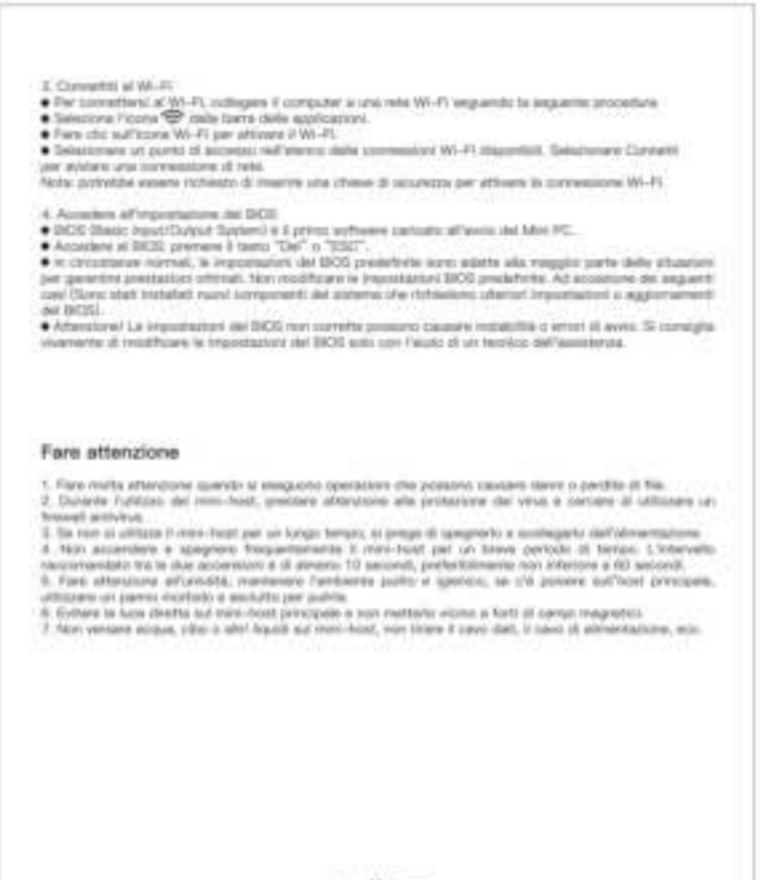 3. Connettiti al Wi-Fi
● Per connettersi al Wi-Fi, collegare il computer a una rete Wi-Fi seguendo la seguente procedura.
● Seleziona l'icona dalla barra delle applicazioni.
● Fare clic sull'icona Wi-Fi per attivare il Wi-Fi.
● Selezionare un punto di accesso nell'elenco delle connessioni Wi-Fi disponibili. Selezionare Connetti
per avviare una connessione di rete.
Nota: potrebbe essere richiesto di inserire una chiave di sicurezza per attivare la connessione Wi-Fi.
4. Accedere all'impostazione del BIOS
● BIOS (Basic Input/Output System) è il primo software caricato all'avvio del Mini PC.
● Accedere al BIOS: premere il tasto "Del" o "ESC".
● In circostanze normali, le impostazioni del BIOS predefinite sono adatte alla maggior parte delle situazioni
per garantire prestazioni ottimali. Non modificare le impostazioni BIOS predefinite. Ad eccezione dei seguenti
casi (Sono stati installati nuovi componenti del sistema che richiedono ulteriori impostazioni o aggiornamenti
del BIOS).
● Attenzione! Le impostazioni del BIOS non corrette possono causare instabilità o errori di avvio. Si consiglia
vivamente di modificare le impostazioni del BIOS solo con l'aiuto di un tecnico dell'assistenza.
Fare attenzione
1. Fare molta attenzione quando si eseguono operazioni che possono causare danni o perdita di file.
2. Durante l'utilizzo del mini-host, prestare attenzione alla protezione dai virus e cercare di utilizzare un
firewall antivirus.
3. Se non si utilizza il mini-host per un lungo tempo, si prega di spegnerlo e scollegarlo dall'alimentazione.
4. Non accendere e spegnere frequentemente il mini-host per un breve periodo di tempo. L'intervallo
raccomandato tra le due accensioni è di almeno 10 secondi, preferibilmente non inferiore a 60 secondi.
5. Fare attenzione all'umidità, mantenere l'ambiente pulito e igienico, se c'è polvere sull'host principale,
utilizzare un panno morbido e asciutto per pulirla.
6. Evitare la luce diretta sul mini-host principale e non metterlo vicino a forti di campo magnetici.
7. Non versare acqua, cibo o altri liquidi sul mini-host, non tirare il cavo dati, il cavo di alimentazione, ecc.